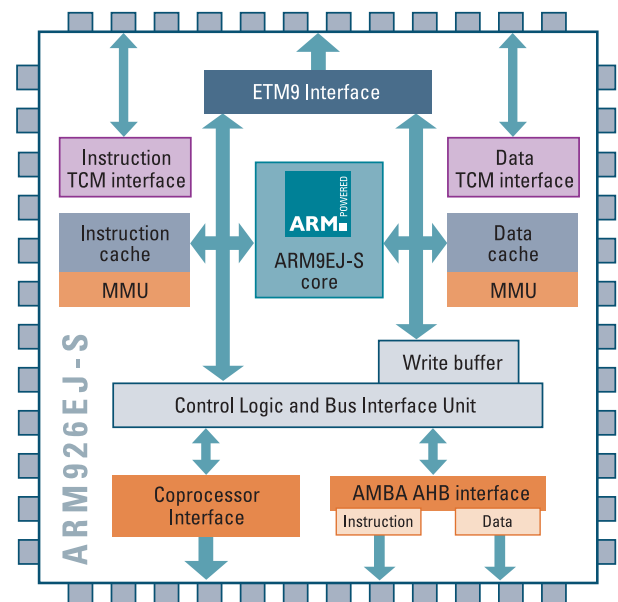 ETM9 Interface
Instruction
TCM interface
Data
TCM interface
ARM
POWERED
ARM9EJ-S
core
Instruction
cache
MMU
Data
cache
MMU
Write buffer
Control Logic and Bus Interface Unit
ARM926EJ-S
Coprocessor
Interface
AMBA AHB interface
Instruction
Data